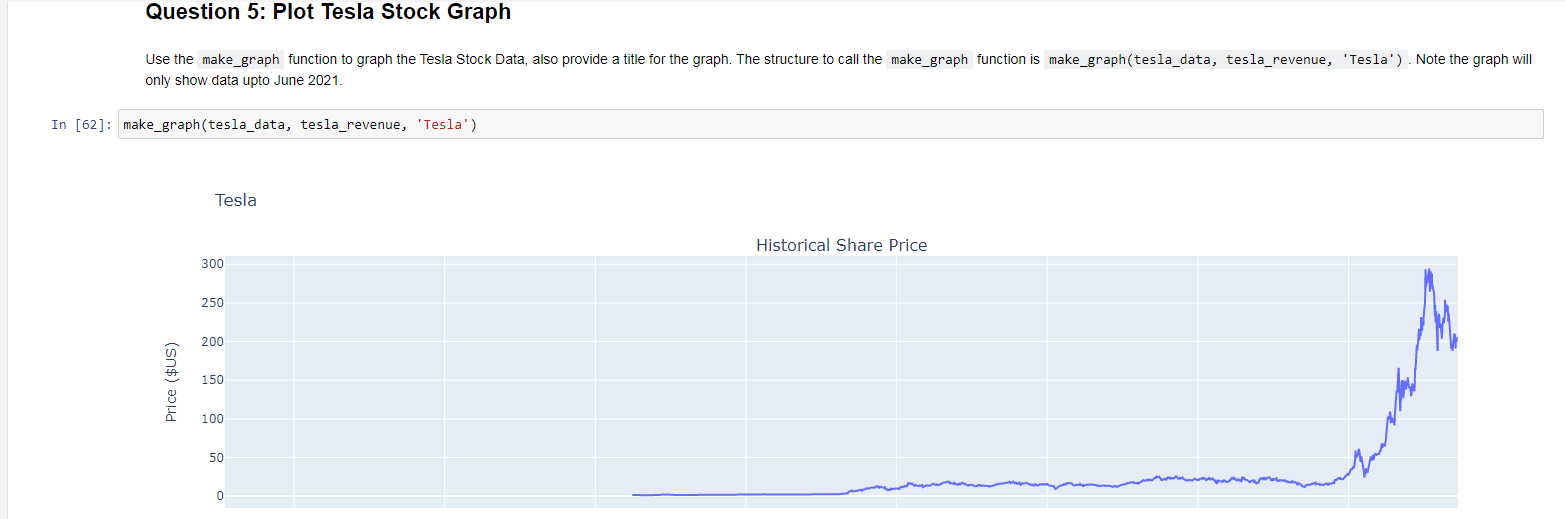 Question 5: Plot Tesla Stock Graph
Use the make_graph function to graph the Tesla Stock Data, also provide a title for the graph. The structure to call the make_graph function is make_graph(tesla_data, tesla_revenue, 'Tesla') . Note the graph will
only show data upto June 2021.
In [62]: make_graph(tesla_data, tesla_revenue, 'Tesla')
Tesla
Historical Share Price
300
250
200
150
100
50
0
Price ($US)